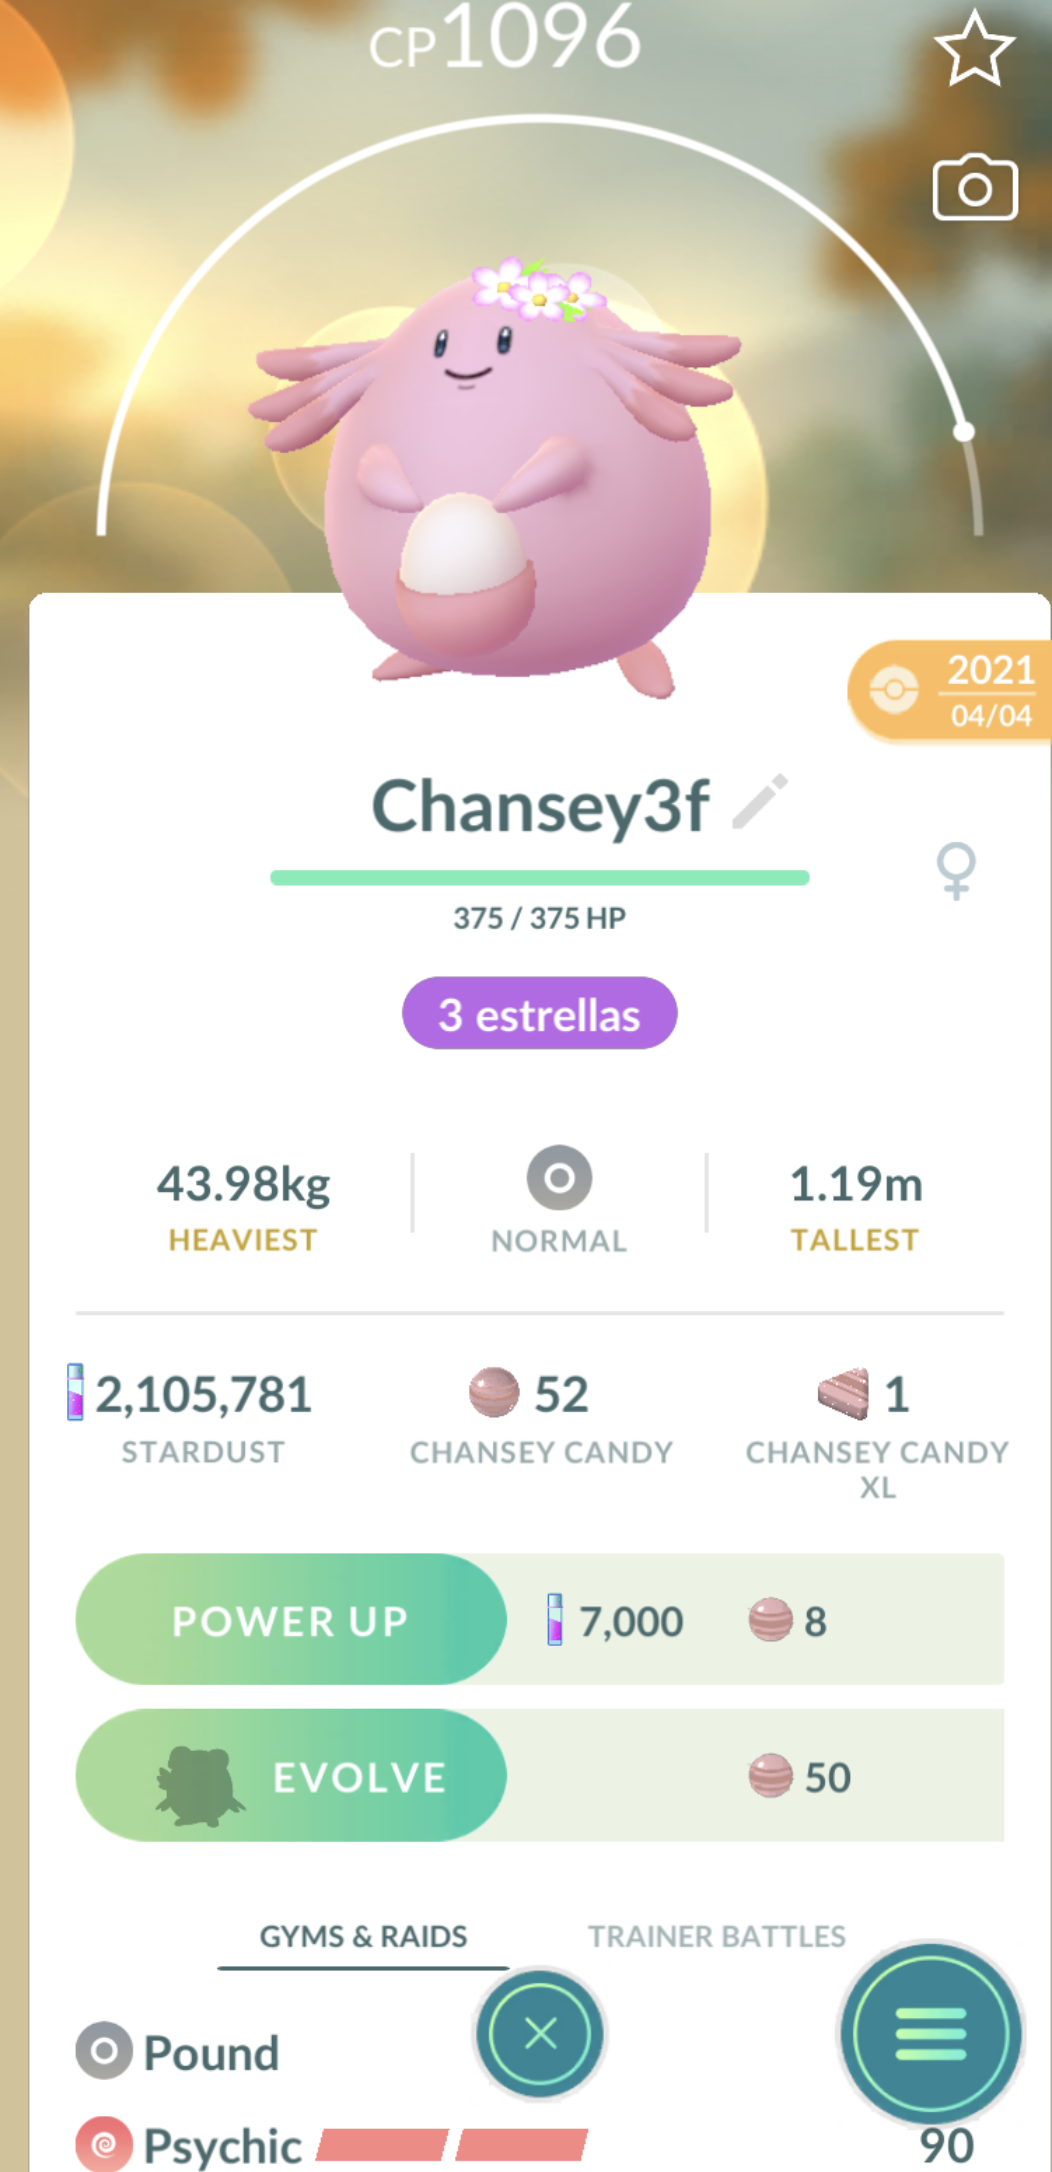 CP1096
2021
04/04
Chansey3f
375 / 375 HP
3 estrellas
43.98kg
HEAVIEST
NORMAL
1.19m
TALLEST
2,105,781
STARDUST
52
CHANSEY CANDY
1
CHANSEY CANDY
XL
POWER UP 7,000 8
EVOLVE 50
GYMS & RAIDS TRAINER BATTLES
Pound
Psychic 90